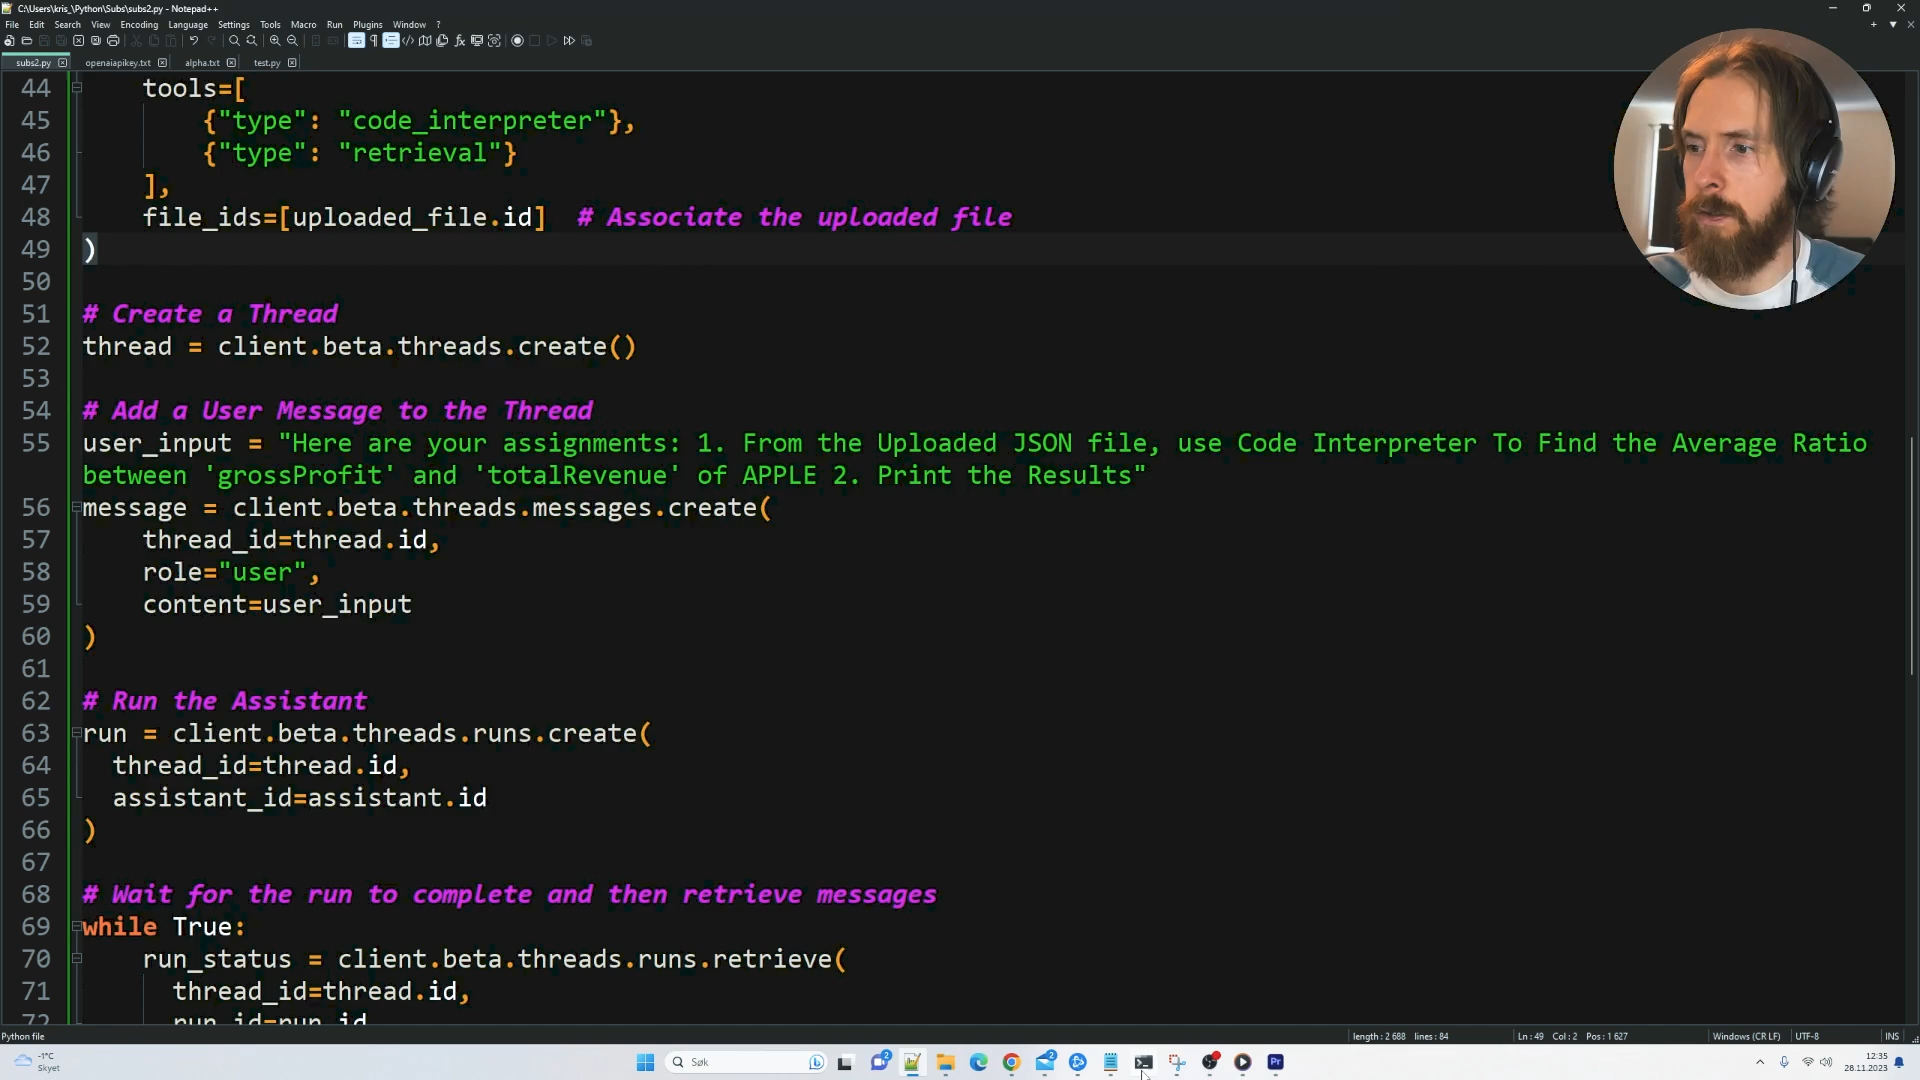 C:\Users\kris_\Python\Subs\subs2.py - Notepad++
File Edit Search View Encoding Language Settings Tools Macro Run Plugins Window ?
subs2.py openaiapikey.txt alpha.txt test.py
44 tools=[
45 {"type": "code_interpreter"},
46 {"type": "retrieval"}
47 ],
48 file_ids=[uploaded_file.id] # Associate the uploaded file
49 )
50
51 # Create a Thread
52 thread = client.beta.threads.create()
53
54 # Add a User Message to the Thread
55 user_input = "Here are your assignments: 1. From the Uploaded JSON file, use Code Interpreter To Find the Average Ratio
between 'grossProfit' and 'totalRevenue' of APPLE 2. Print the Results"
56 message = client.beta.threads.messages.create(
57 thread_id=thread.id,
58 role="user",
59 content=user_input
60 )
61
62 # Run the Assistant
63 run = client.beta.threads.runs.create(
64 thread_id=thread.id,
65 assistant_id=assistant.id
66 )
67
68 # Wait for the run to complete and then retrieve messages
69 while True:
70 run_status = client.beta.threads.runs.retrieve(
71 thread_id=thread.id,
72 run_id=run.id
Python file length : 2 688 lines : 84 Ln : 49 Col : 2 Pos : 1 627 Windows (CR LF) UTF-8 INS
-1°C
Skyet
Søk
2
2
Pr
12:35
28.11.2023